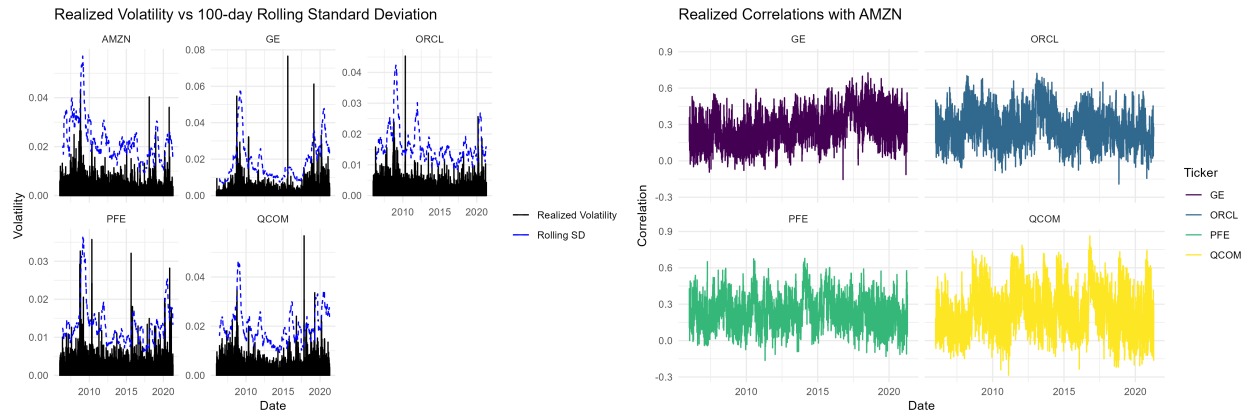 Realized Volatility vs 100-day Rolling Standard Deviation
AMZN
GE
ORCL
0.04
0.02
0.00
0.08
0.06
0.04
0.02
0.00
0.04
0.03
0.02
0.01
0.00
2010
2015
2020
PFE
QCOM
0.03
0.02
0.01
0.00
0.04
0.02
0.00
2010
2015
2020
2010
2015
2020
Volatility
Date
Realized Volatility
Rolling SD
Realized Correlations with AMZN
GE
ORCL
0.9
0.6
0.3
0.0
-0.3
PFE
QCOM
0.9
0.6
0.3
0.0
-0.3
2010
2015
2020
2010
2015
2020
Correlation
Date
Ticker
GE
ORCL
PFE
QCOM